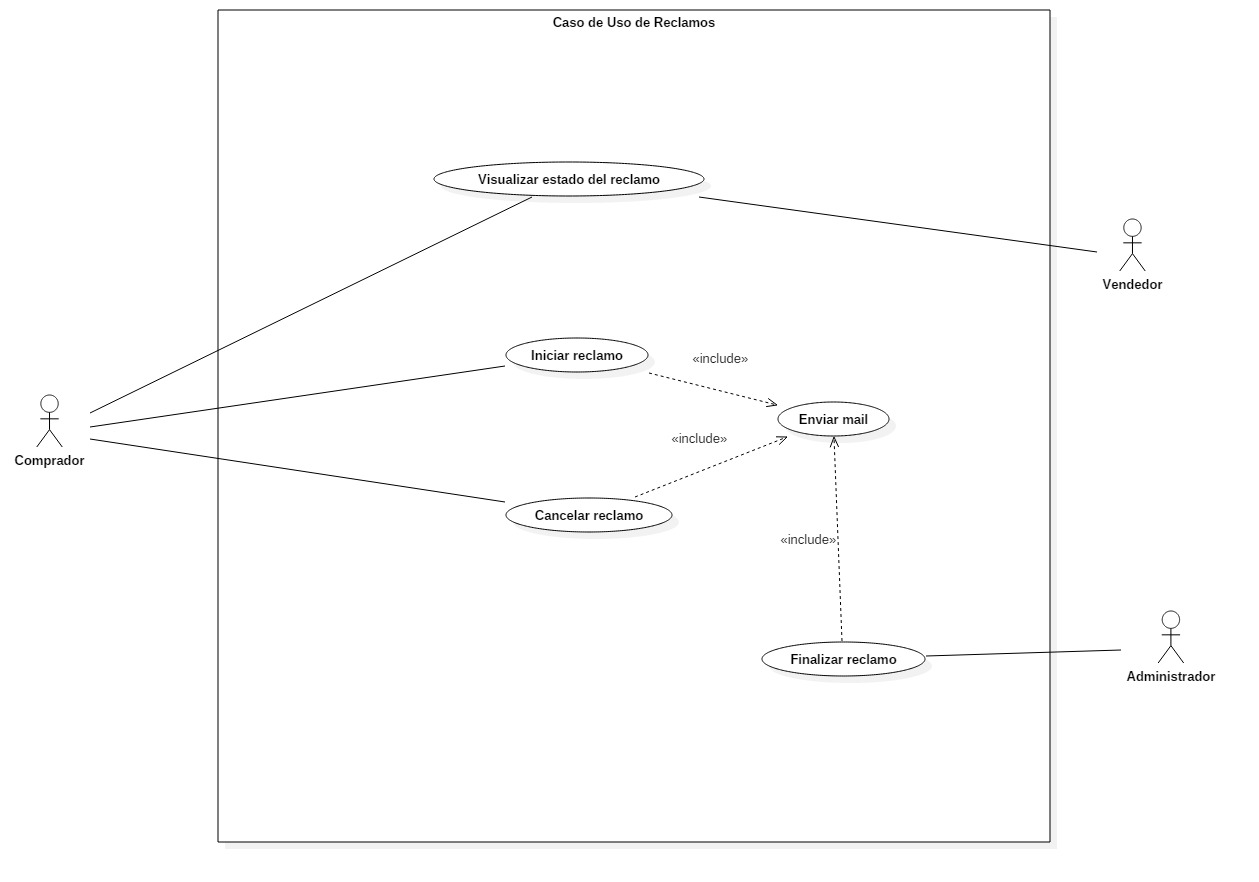 Caso de Uso de Reclamos
Visualizar estado del reclamo
Vendedor
Iniciar reclamo
«include»
Comprador
Enviar mail
«include»
Cancelar reclamo
«include»
Finalizar reclamo
Administrador